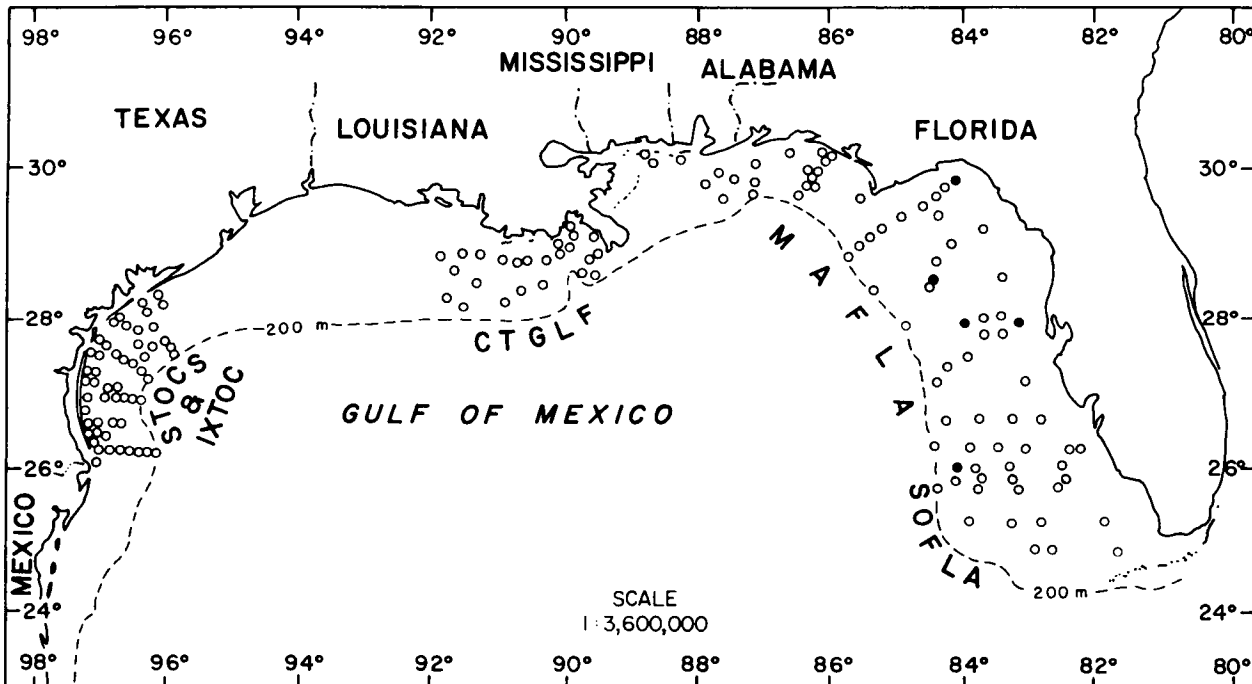 98° 96° 94° 92° 90° 88° 86° 84° 82° 80°
MISSISSIPPI ALABAMA
TEXAS LOUISIANA FLORIDA
30° 30°
MAFLA
28° 28°
200 m
CTGLF
STOCS
&
IXTOC
GULF OF MEXICO
26° 26°
SOFLA
MEXICO
200 m
24° 24°
SCALE
1:3,600,000
98° 96° 94° 92° 90° 88° 86° 84° 82° 80°